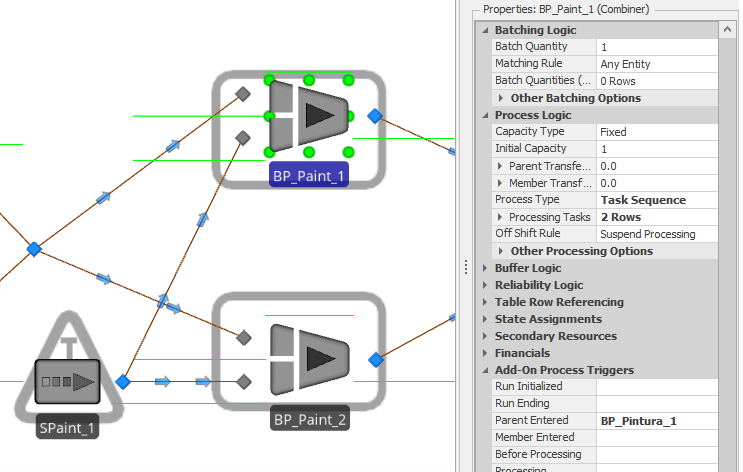 Properties: BP_Paint_1 (Combiner)
Batching Logic
Batch Quantity 1
Matching Rule Any Entity
Batch Quantities (... 0 Rows
Other Batching Options
Process Logic
Capacity Type Fixed
Initial Capacity 1
Parent Transfe... 0.0
Member Transf... 0.0
Process Type Task Sequence
Processing Tasks 2 Rows
Off Shift Rule Suspend Processing
Other Processing Options
Buffer Logic
Reliability Logic
Table Row Referencing
State Assignments
Secondary Resources
Financials
Add-On Process Triggers
Run Initialized
Run Ending
Parent Entered BP_Pintura_1
Member Entered
Before Processing
Processing
BP_Paint_1
T
SPaint_1
BP_Paint_2